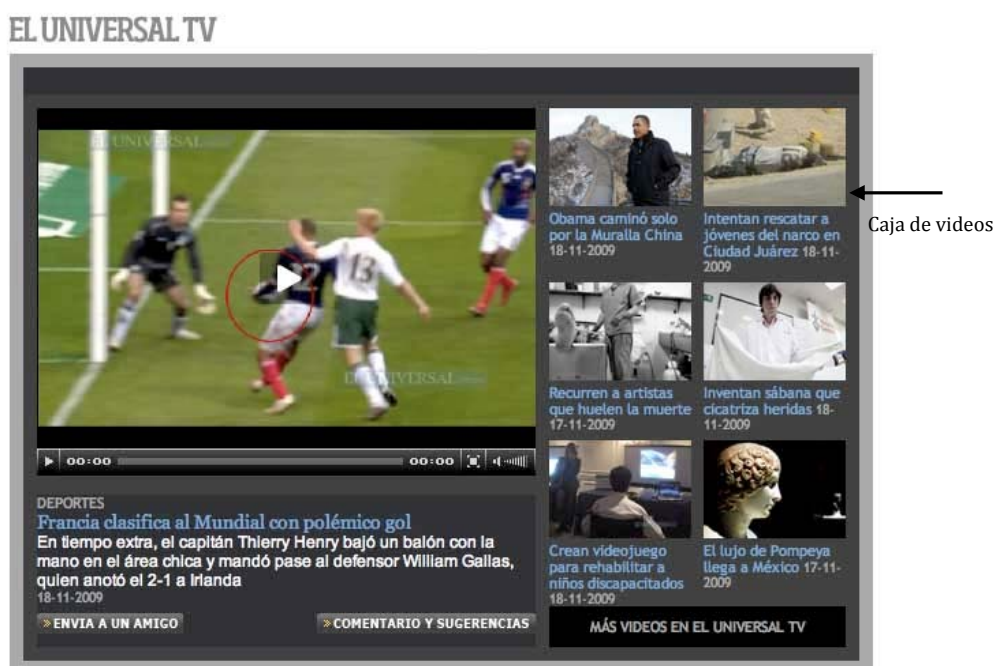 EL UNIVERSAL TV
EL UNIVERSAL
12
13
EL UNIVERSAL
00:00
00:00
DEPORTES
Francia clasifica al Mundial con polémico gol
En tiempo extra, el capitán Thierry Henry bajó un balón con la
mano en el área chica y mandó pase al defensor William Gallas,
quien anotó el 2-1 a Irlanda
18-11-2009
» ENVIA A UN AMIGO
» COMENTARIO Y SUGERENCIAS
Obama caminó solo
por la Muralla China
18-11-2009
Intentan rescatar a
jóvenes del narco en
Ciudad Juárez 18-11-
2009
Recurren a artistas
que huelen la muerte
17-11-2009
Inventan sábana que
cicatriza heridas 18-
11-2009
Crean videojuego
para rehabilitar a
niños discapacitados
18-11-2009
El lujo de Pompeya
llega a México 17-11-
2009
MÁS VIDEOS EN EL UNIVERSAL TV
Caja de videos